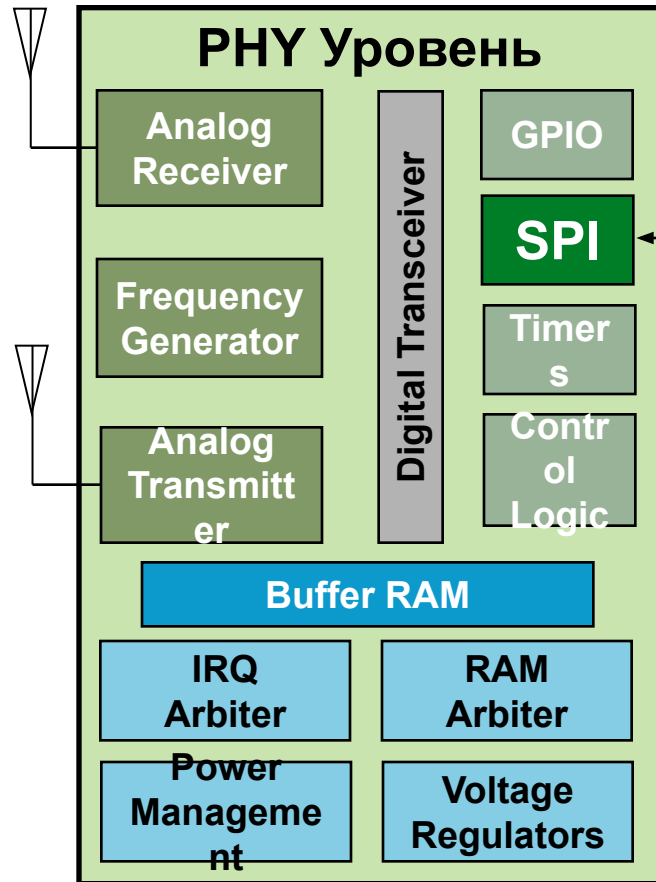 PHY Уровень
Analog
Receiver
Frequency
Generator
Analog
Transmitt
er
Digital Transceiver
GPIO
SPI
Timer
s
Contr
ol
Logic
Buffer RAM
IRQ
Arbiter
RAM
Arbiter
Power
Manageme
nt
Voltage
Regulators